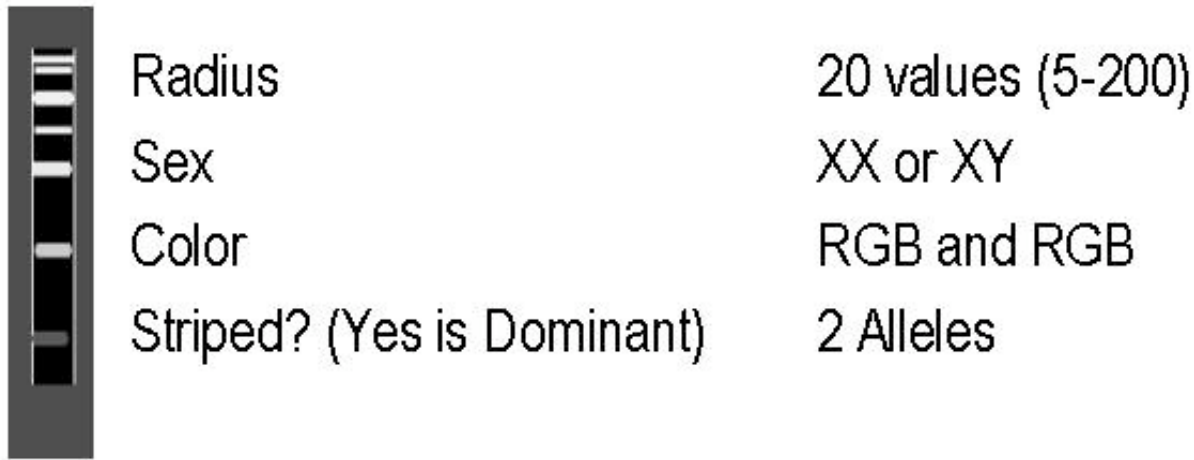 Radius 20 values (5-200)
Sex XX or XY
Color RGB and RGB
Striped? (Yes is Dominant) 2 Alleles